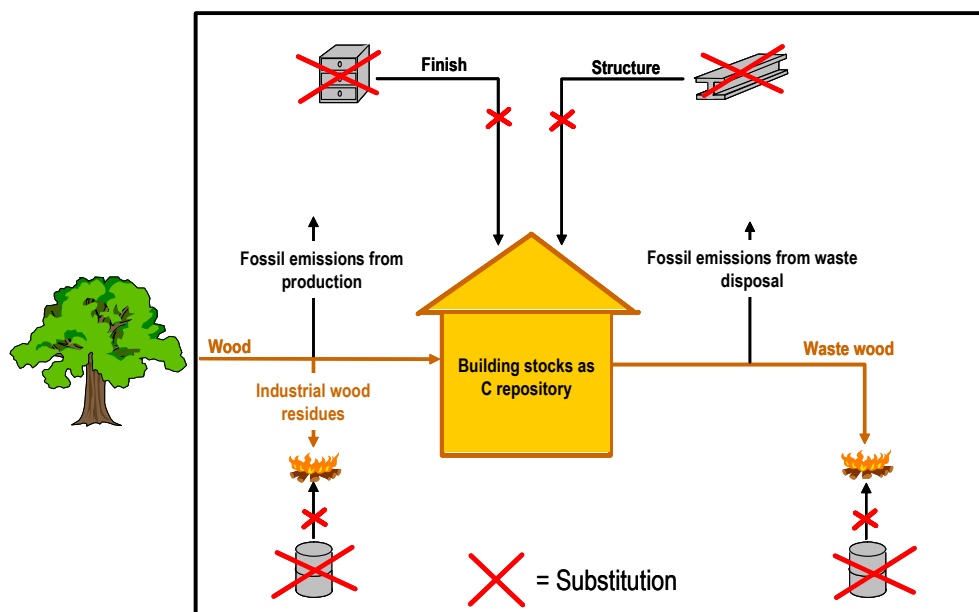 Finish
Structure
Fossil emissions from
production
Fossil emissions from waste
disposal
Wood
Building stocks as
C repository
Waste wood
Industrial wood
residues
= Substitution